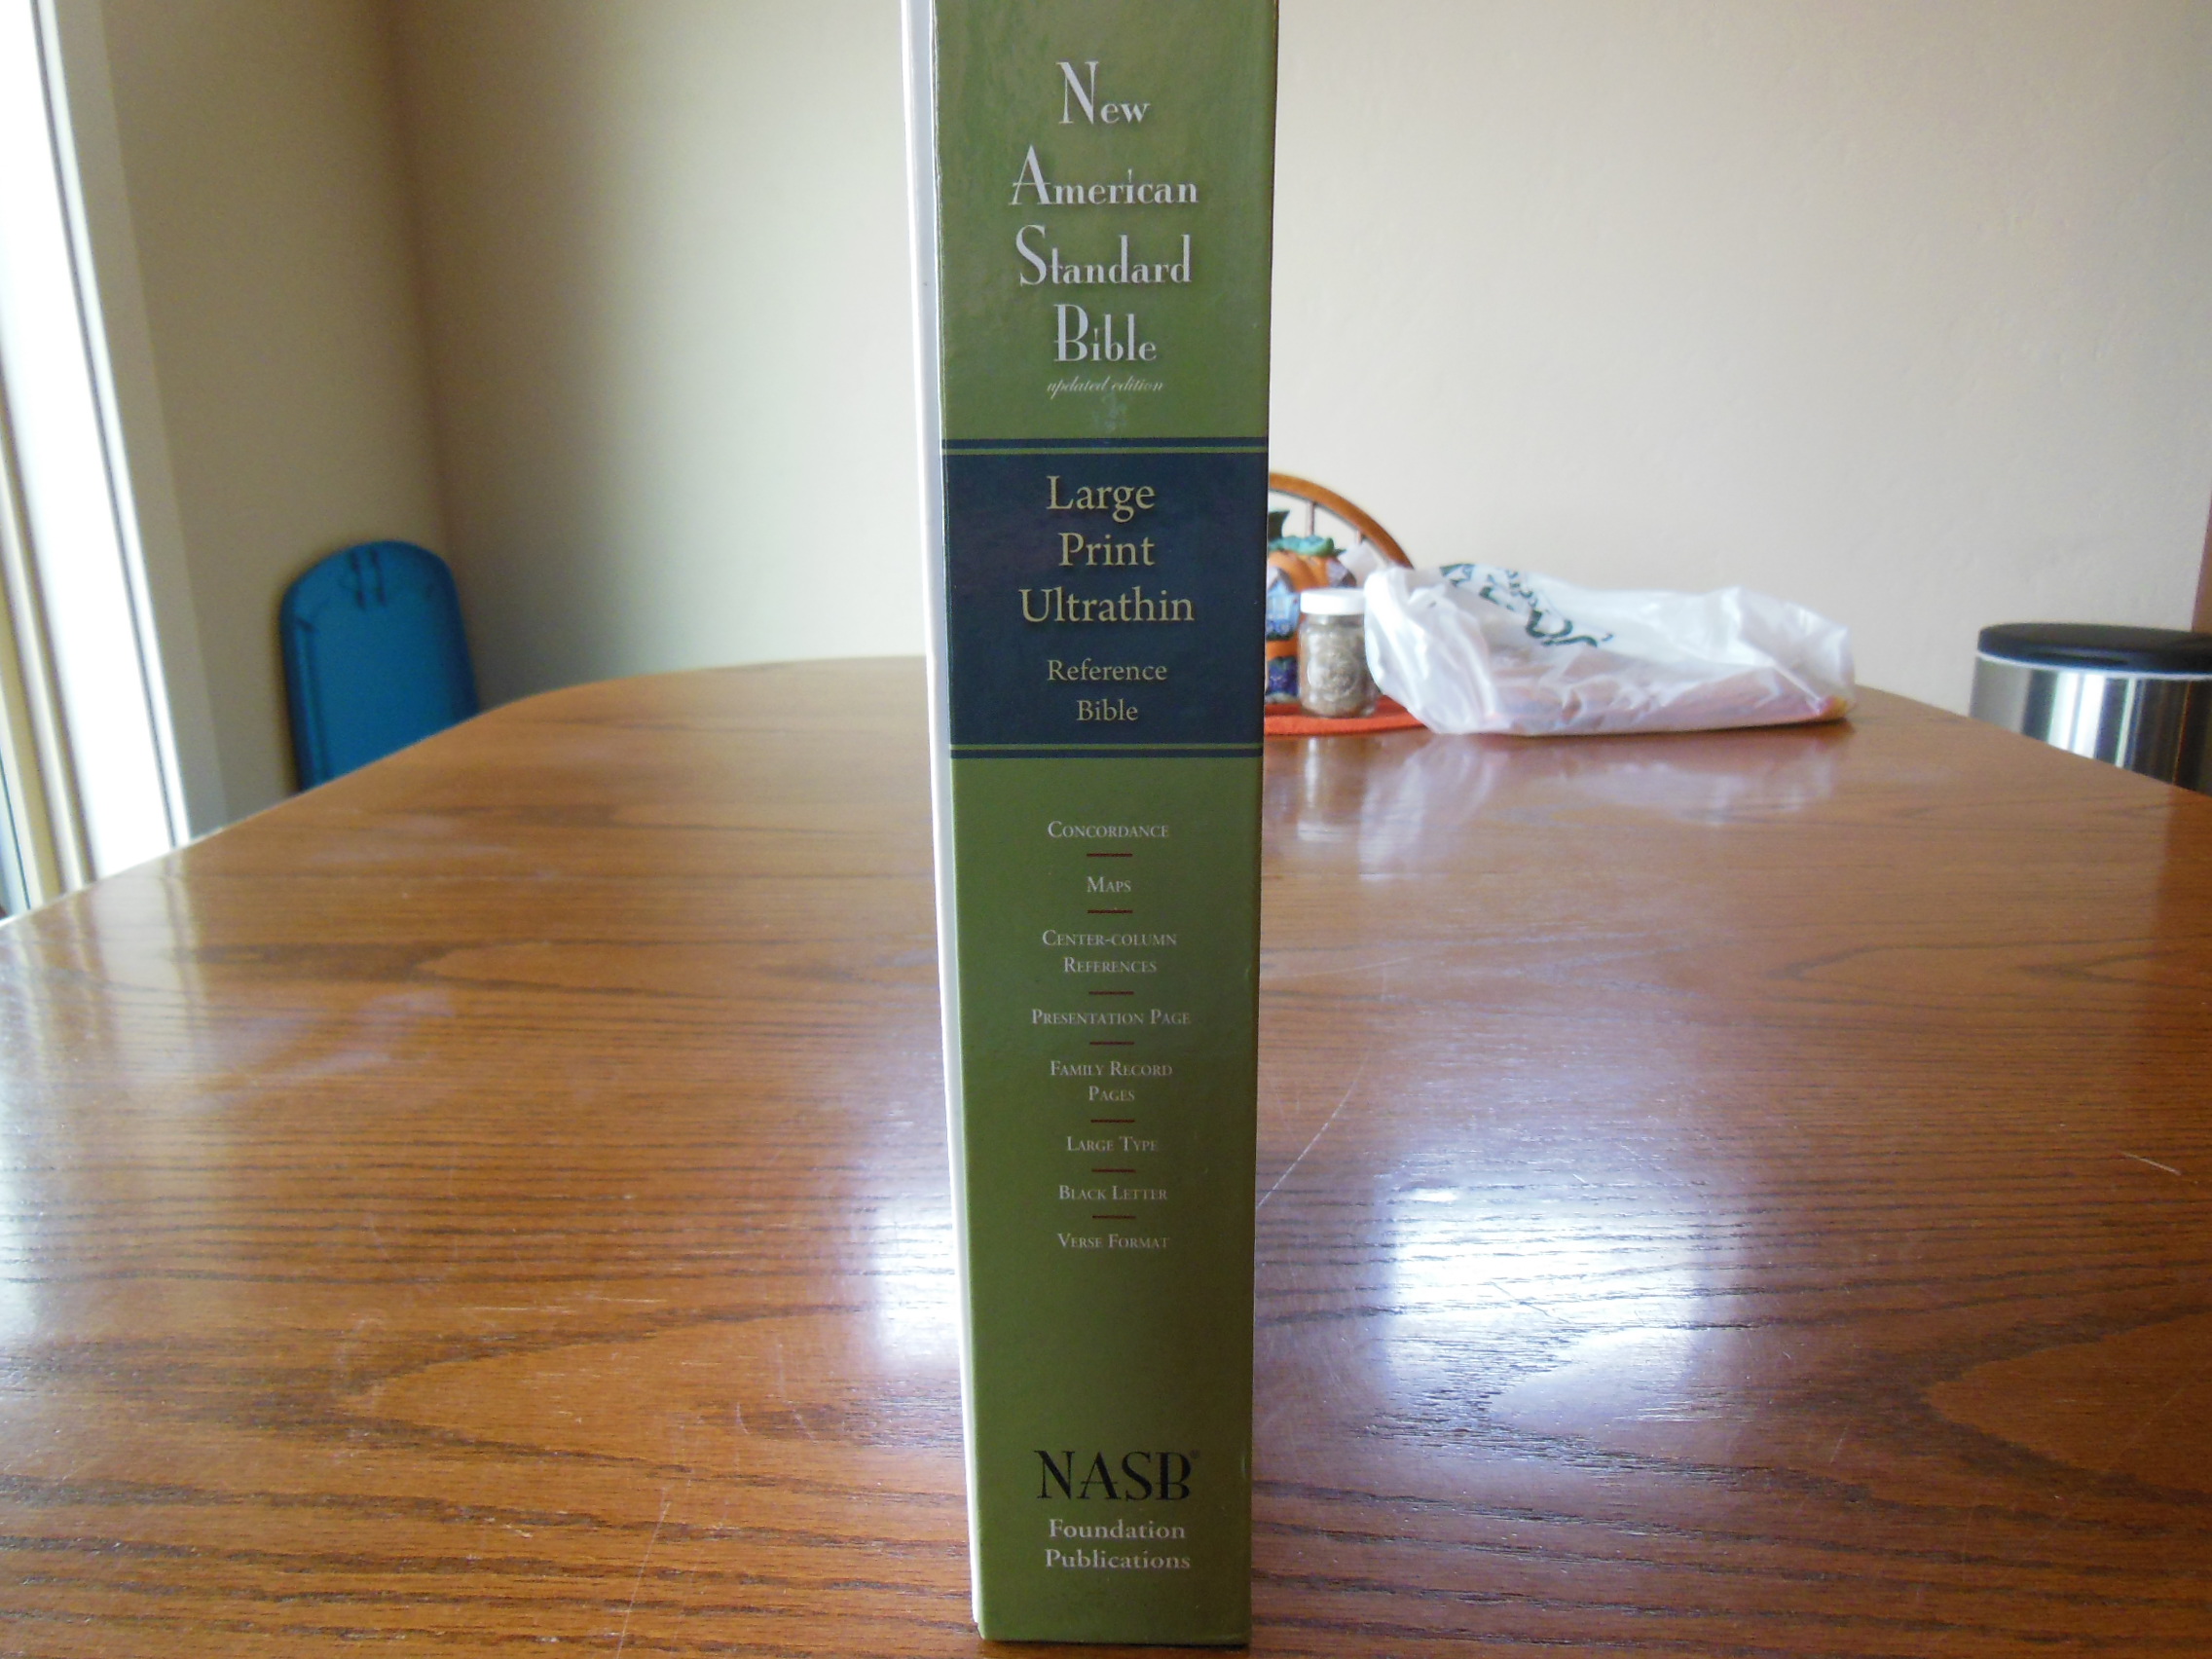 New
American
Standard
Bible
updated edition
Large
Print
Ultrathin
Reference
Bible
Concordance
Maps
Center-column
References
Presentation Page
Family Record
Pages
Large Type
Black Letter
Verse Format
NASB®
Foundation
Publications